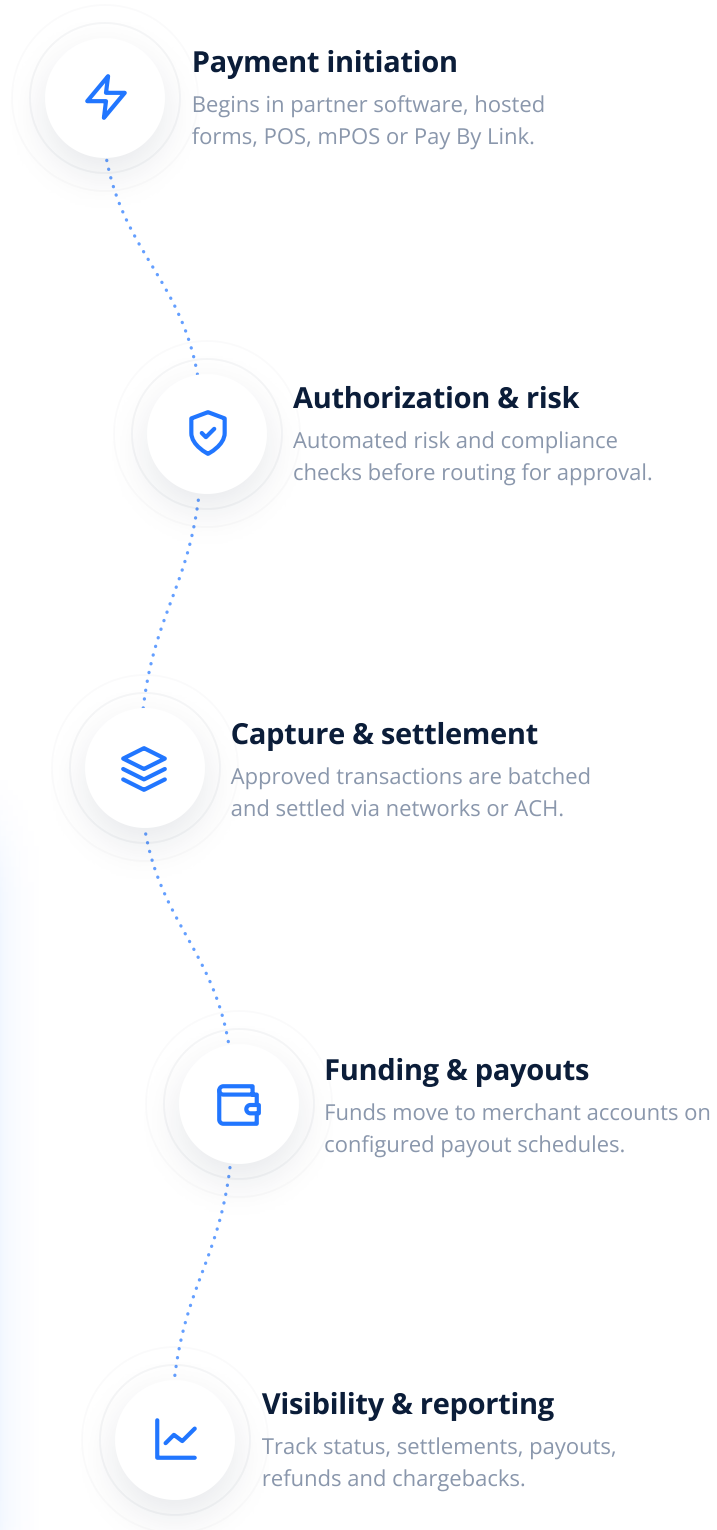 Payment initiation
Begins in partner software, hosted
forms, POS, mPOS or Pay By Link.
Authorization & risk
Automated risk and compliance
checks before routing for approval.
Capture & settlement
Approved transactions are batched
and settled via networks or ACH.
Funding & payouts
Funds move to merchant accounts on
configured payout schedules.
Visibility & reporting
Track status, settlements, payouts,
refunds and chargebacks.